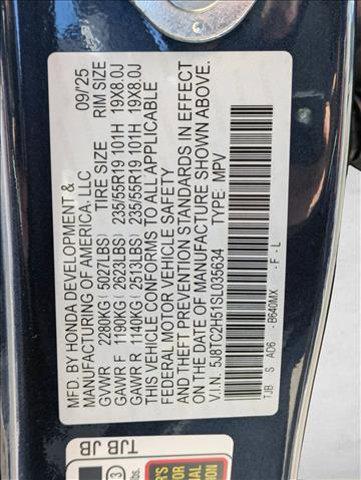 MFD. BY HONDA DEVELOPMENT & 09/'25
MANUFACTURING OF AMERICA, LLC
TIRE SIZE RIM SIZE
GVWR 2280KG(5027LBS)
GAWR F 1190KG(2623LBS) 235/55R19 101H 19X8.0J
GAWR R 1140KG(2513LBS) 235/55R19 101H 19X8.0J
THIS VEHICLE CONFORMS TO ALL APPLICABLE
FEDERAL MOTOR VEHICLE SAFETY
AND THEFT PREVENTION STANDARDS IN EFFECT
ON THE DATE OF MANUFACTURE SHOWN ABOVE.
V.I.N. 5J8TC2H51SL035634 TYPE: MPV
TJB S AD6 - B640MX - F - L
TJB JB